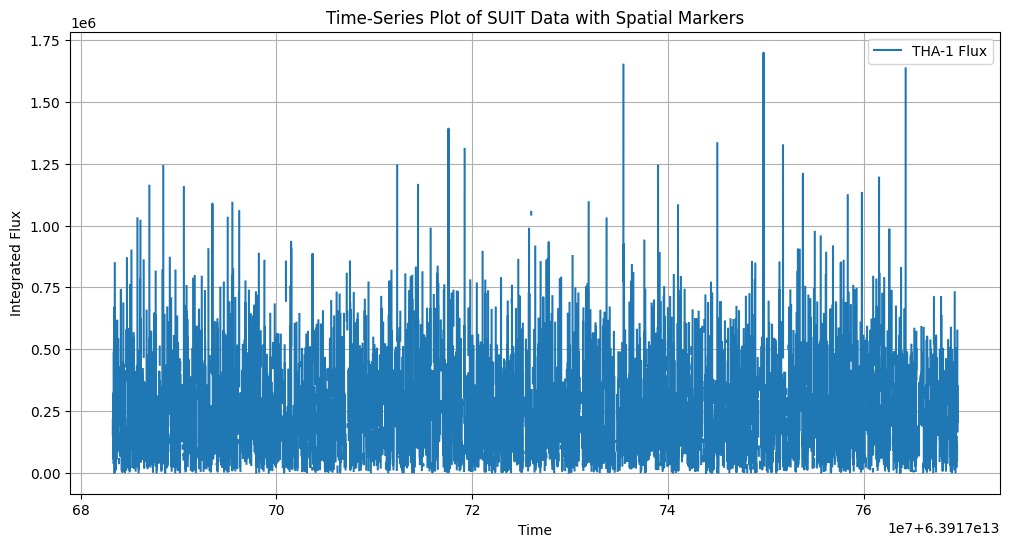 Time-Series Plot of SUIT Data with Spatial Markers
1e6
THA-1 Flux
1.75
1.50
1.25
1.00
0.75
0.50
0.25
0.00
Integrated Flux
68 70 72 74 76
Time
1e7+6.3917e13